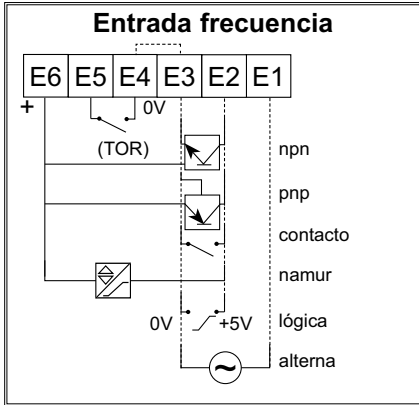 Entrada frecuencia
E6 E5 E4 E3 E2 E1
+ 0V
(TOR)
npn
pnp
contacto
namur
0V +5V lógica
alterna